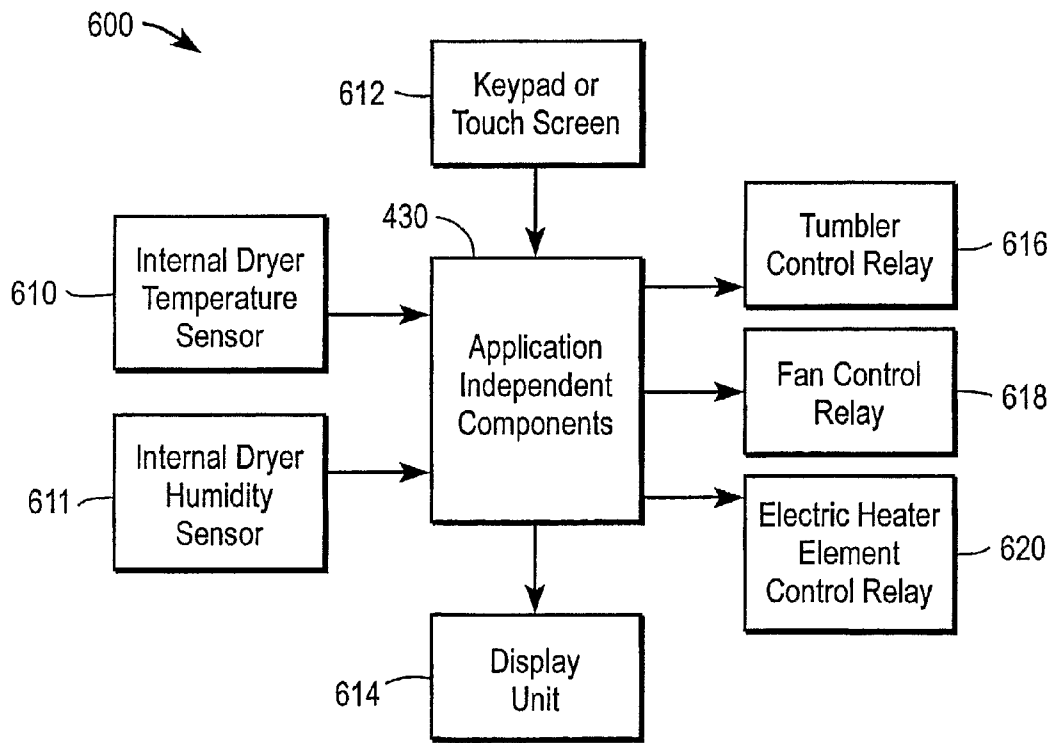 600
612
Keypad or
Touch Screen
430
610
Internal Dryer
Temperature
Sensor
611
Internal Dryer
Humidity
Sensor
Application
Independent
Components
Tumbler
Control Relay
616
Fan Control
Relay
618
Electric Heater
Element
Control Relay
620
614
Display
Unit